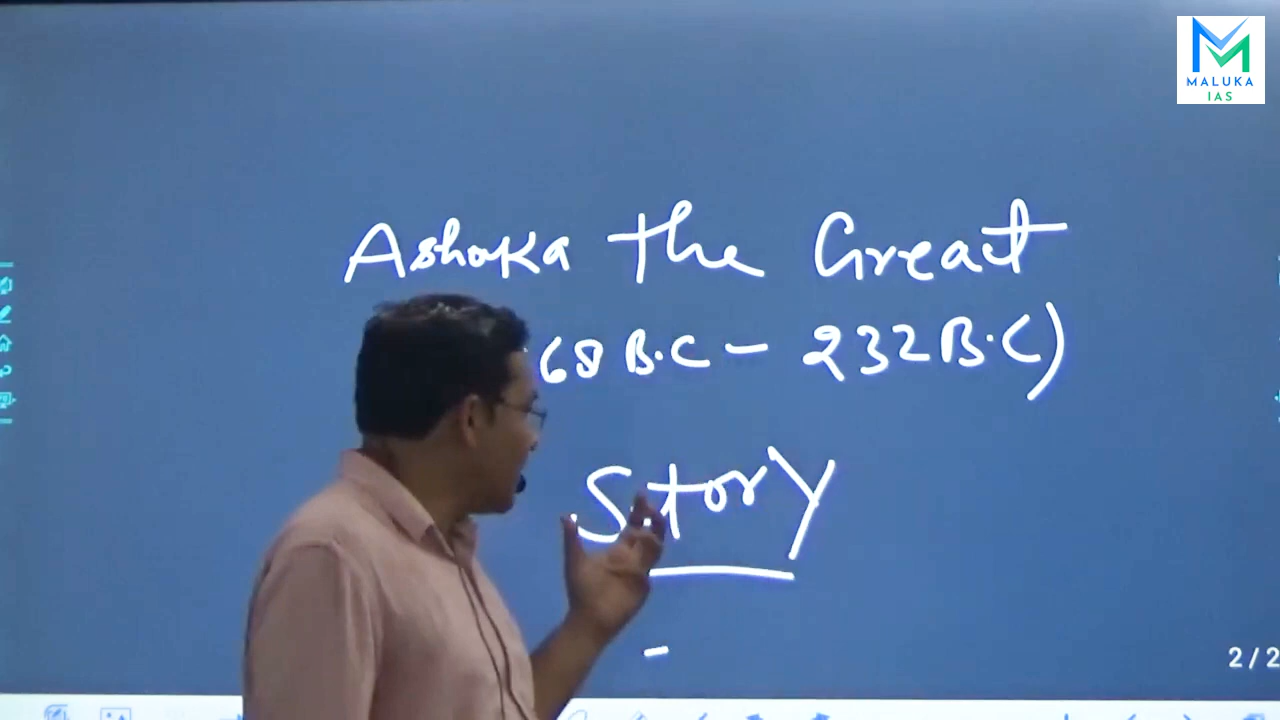 MALUKA
IAS
Ashoka the Great
68 B.C - 232 B.C)
Story
-
2/2